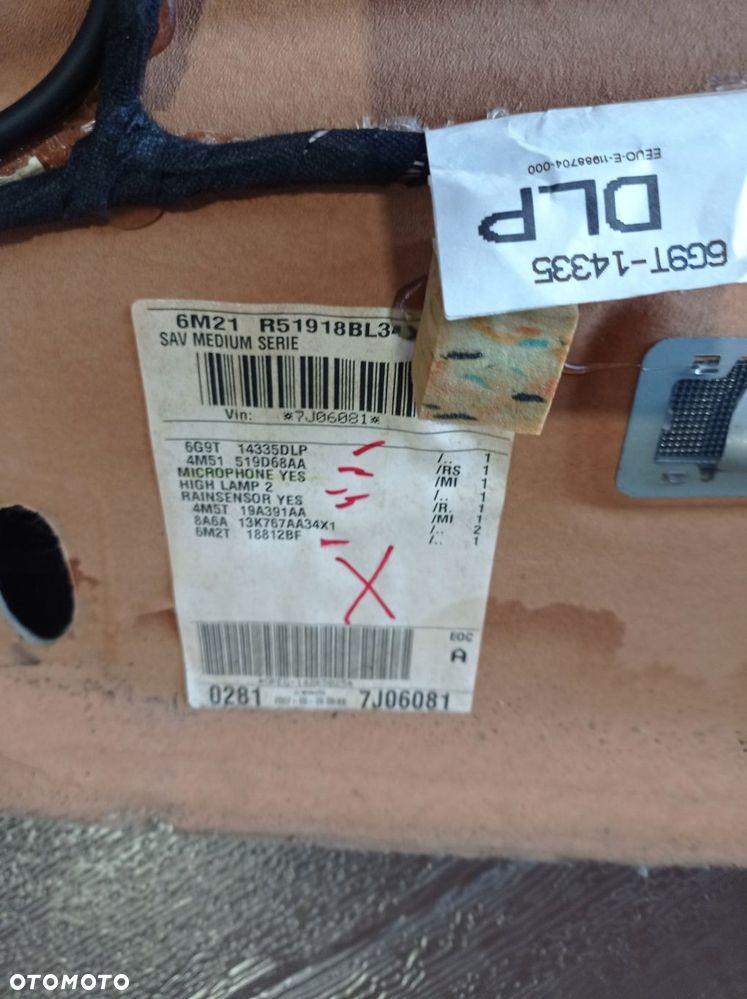 EEUO-E-11988704-000
DLP
6G9T-14335
6M21 R51918BL34
SAV MEDIUM SERIE
Vin: *7J06081*
6G9T 14335DLP /.. 1
4M51 519D68AA /RS 1
MICROPHONE YES /MI 1
HIGH LAMP 2 /.. 1
RAINSENSOR YES /R. 1
4M5T 19A391AA /MI 1
8A6A 13K767AA34X1 /.. 2
6M2T 18812BF /.. 1
X
EOC
A
0281 7J06081
OTOMOTO